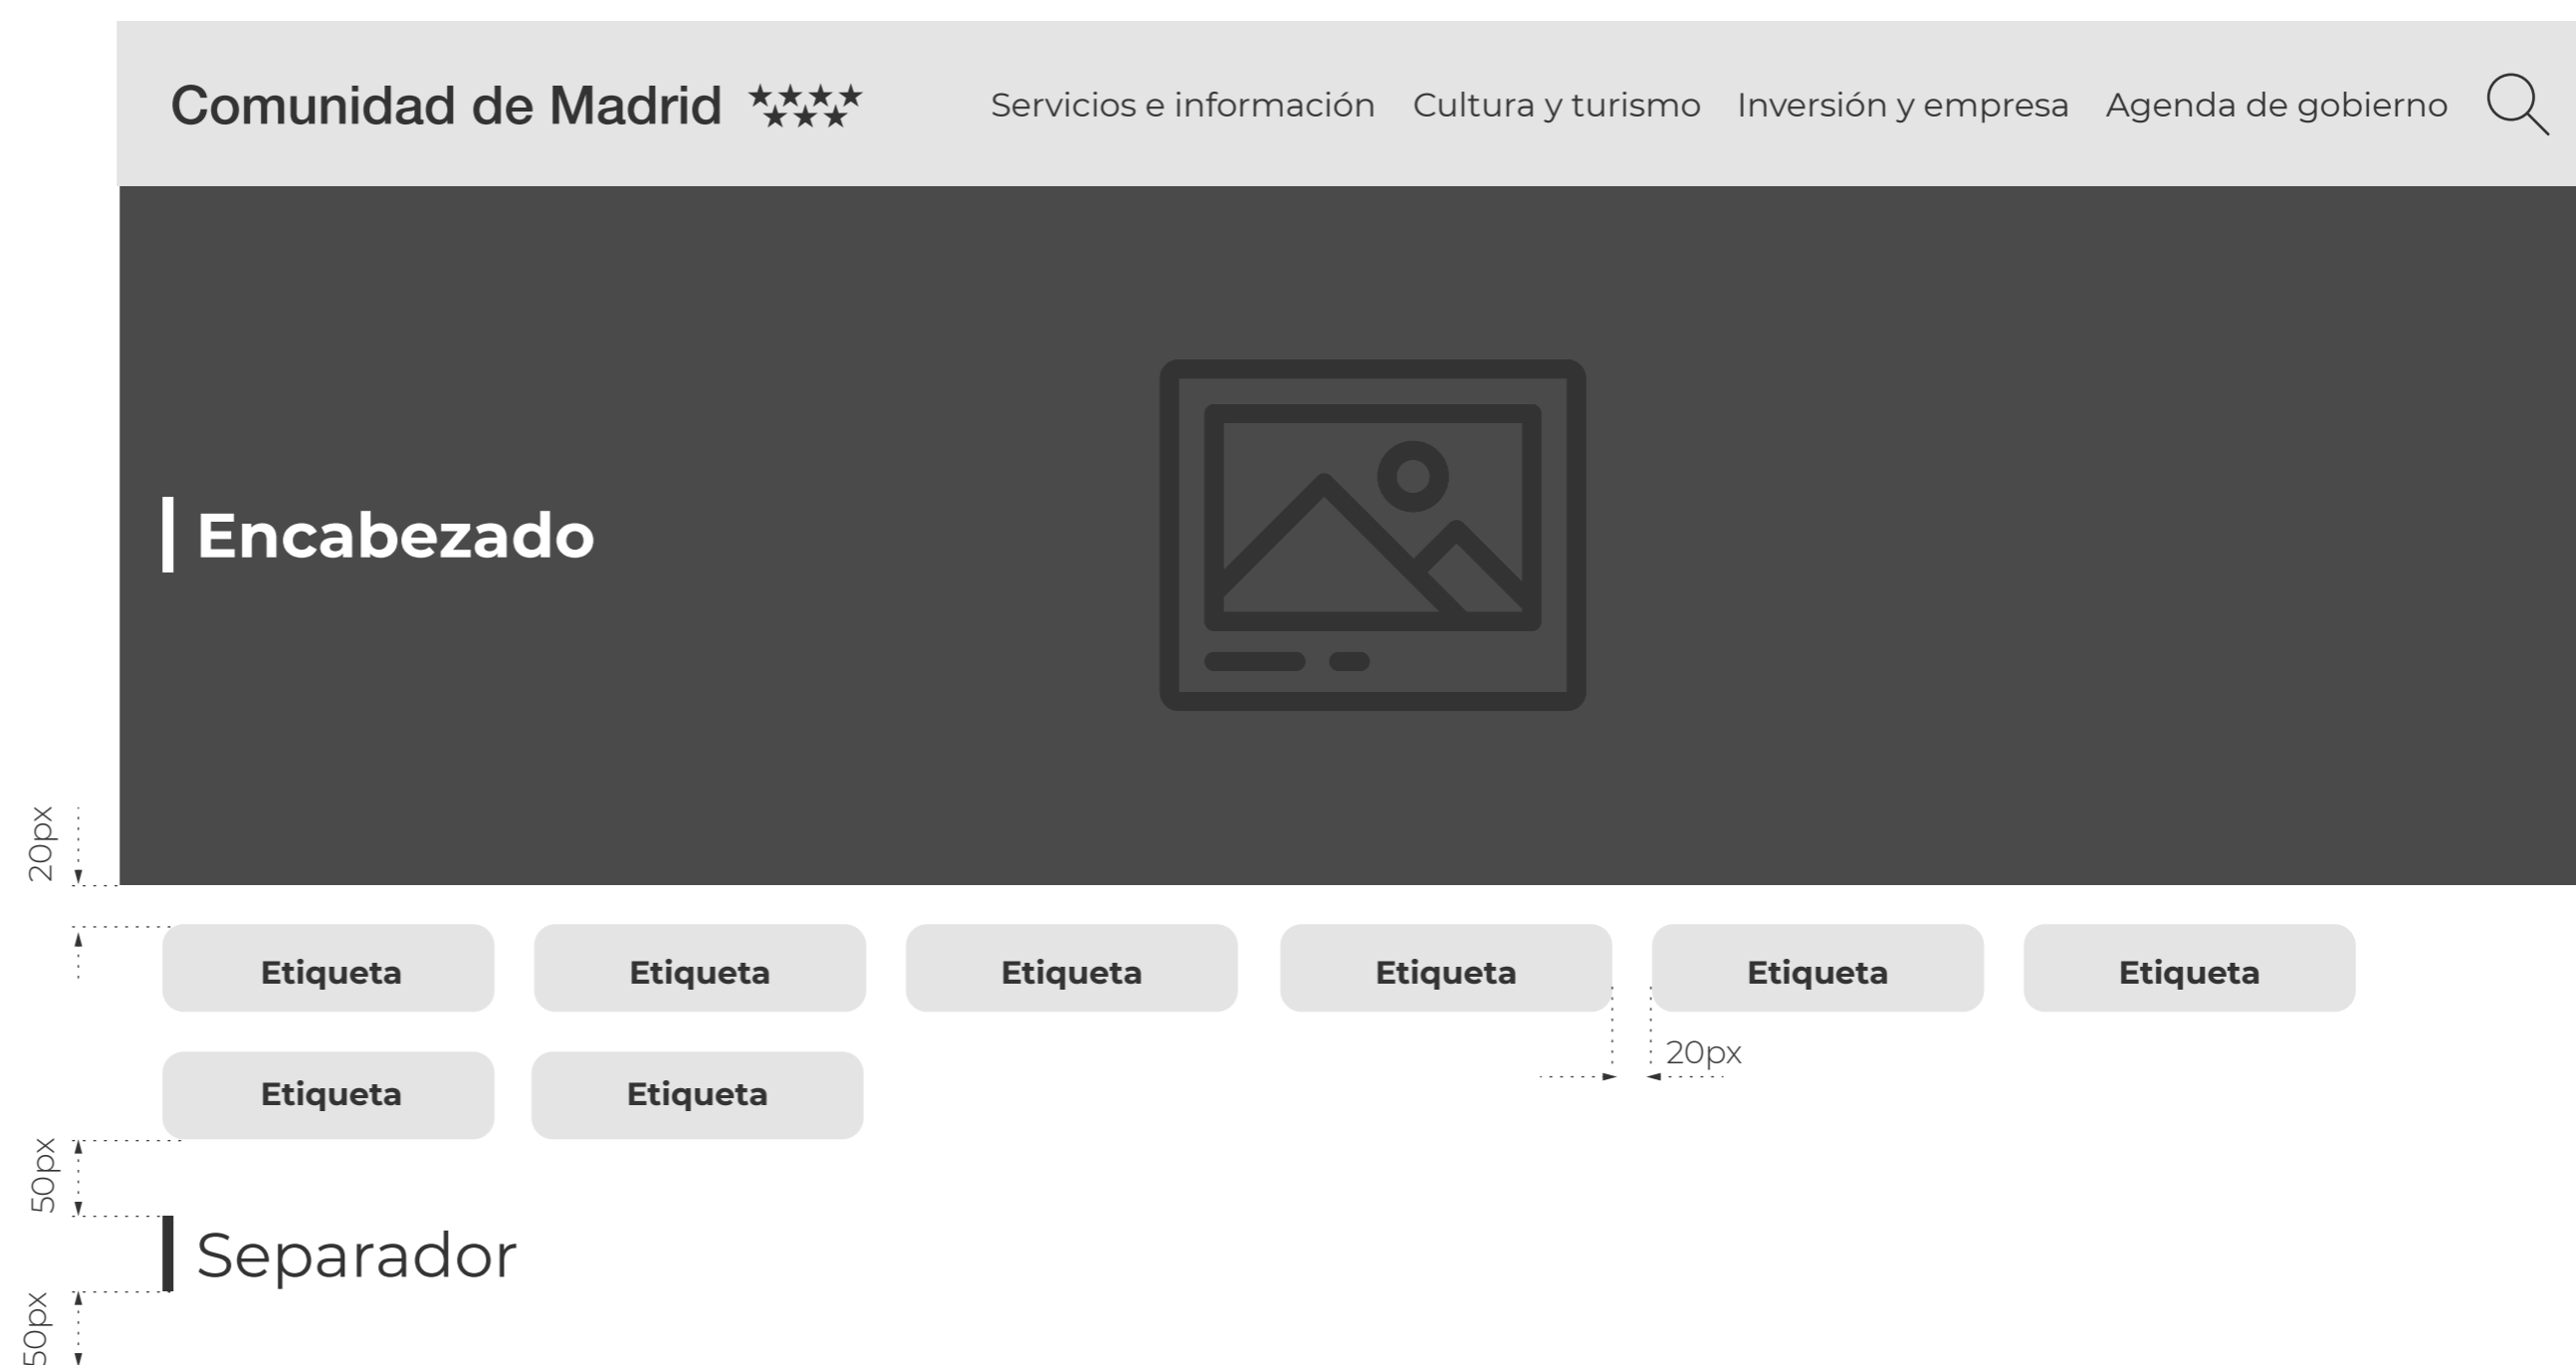 Comunidad de Madrid
Servicios e información
Cultura y turismo
Inversión y empresa
Agenda de gobierno
Encabezado
20px
Etiqueta
Etiqueta
Etiqueta
Etiqueta
Etiqueta
Etiqueta
20px
Etiqueta
Etiqueta
50px
Separador
50px